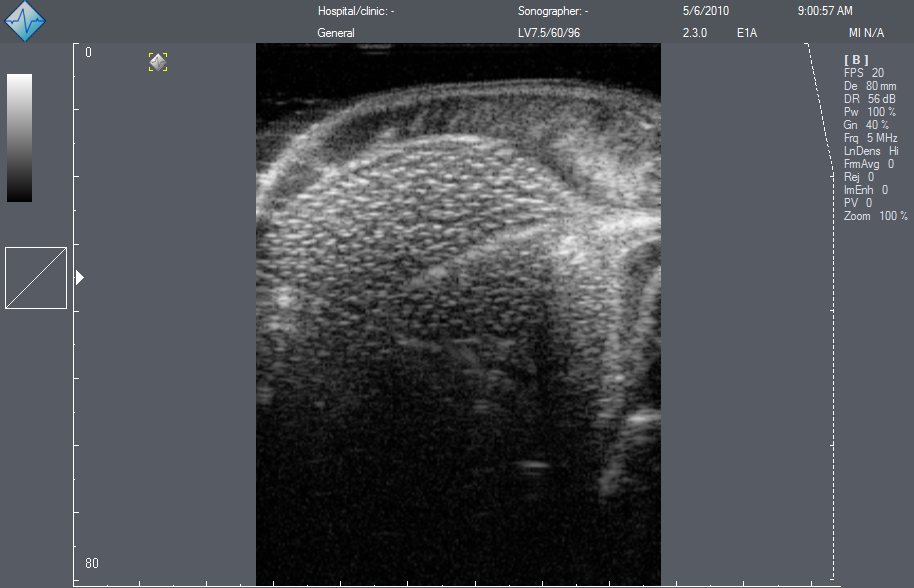 Hospital/clinic: - Sonographer: - 5/6/2010 9:00:57 AM
General LV7.5/60/96 2.3.0 E1A MI N/A
0
[ B ]
FPS 20
De 80 mm
DR 56 dB
Pw 100 %
Gn 40 %
Frq 5 MHz
LnDens Hi
FrmAvg 0
Rej 0
ImEnh 0
PV 0
Zoom 100 %
80